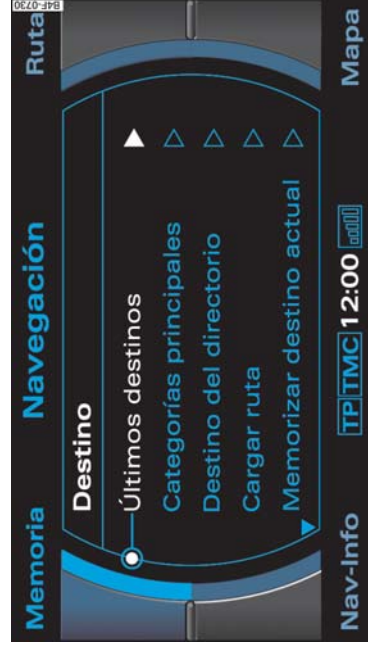 B4F-0730
Memoria Navegación Ruta
Destino
Últimos destinos
Categorías principales
Destino del directorio
Cargar ruta
Memorizar destino actual
Nav-Info TP TMC 12:00 Mapa